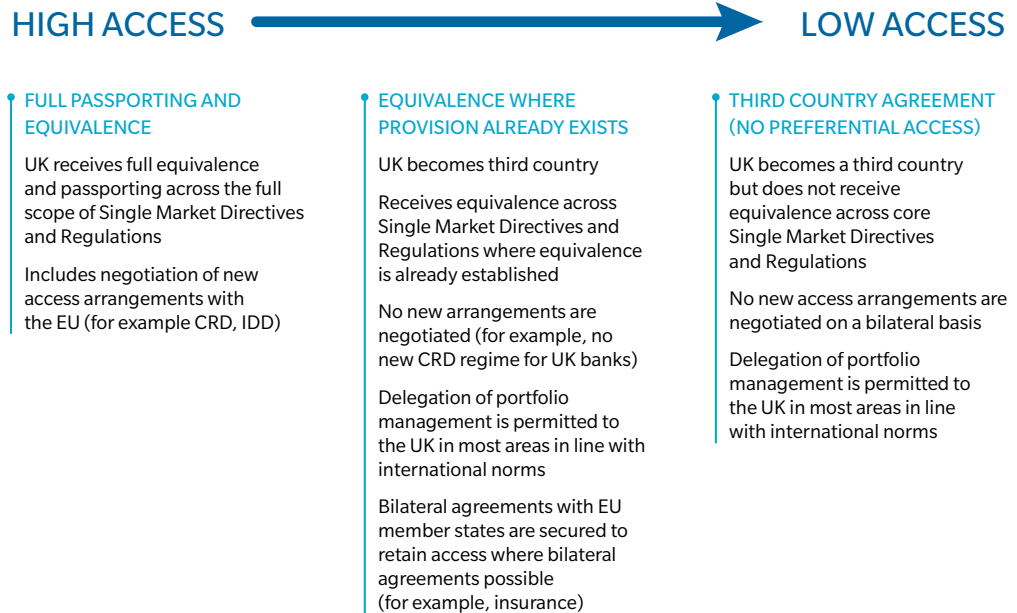 HIGH ACCESS
LOW ACCESS
FULL PASSPORTING AND
EQUIVALENCE
UK receives full equivalence
and passporting across the full
scope of Single Market Directives
and Regulations
Includes negotiation of new
access arrangements with
the EU (for example CRD, IDD)
EQUIVALENCE WHERE
PROVISION ALREADY EXISTS
UK becomes third country
Receives equivalence across
Single Market Directives and
Regulations where equivalence
is already established
No new arrangements are
negotiated (for example, no
new CRD regime for UK banks)
Delegation of portfolio
management is permitted to
the UK in most areas in line with
international norms
Bilateral agreements with EU
member states are secured to
retain access where bilateral
agreements possible
(for example, insurance)
THIRD COUNTRY AGREEMENT
(NO PREFERENTIAL ACCESS)
UK becomes a third country
but does not receive
equivalence across core
Single Market Directives
and Regulations
No new access arrangements are
negotiated on a bilateral basis
Delegation of portfolio
management is permitted to
the UK in most areas in line
with international norms